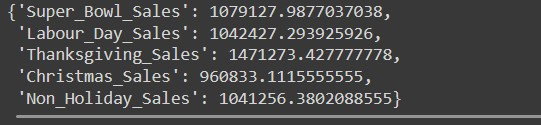 {'Super_Bowl_Sales': 1079127.9877037038,
'Labour_Day_Sales': 1042427.293925926,
'Thanksgiving_Sales': 1471273.427777778,
'Christmas_Sales': 960833.1115555555,
'Non_Holiday_Sales': 1041256.3802088555}